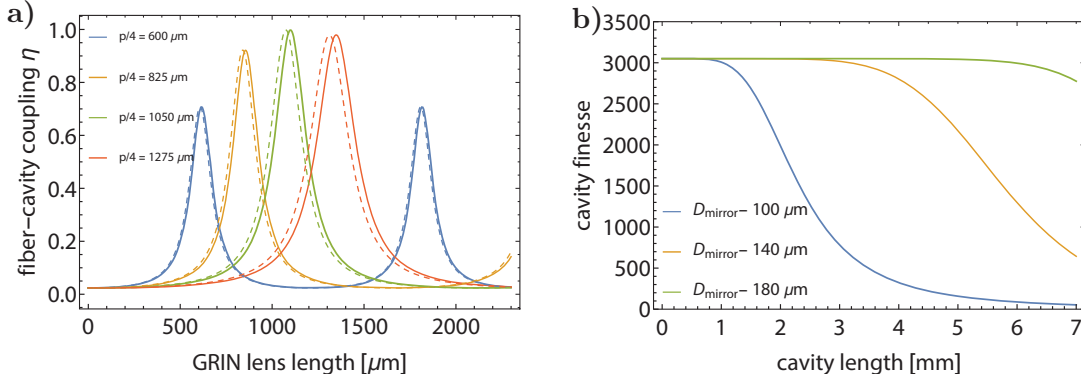 a)
fiber–cavity coupling η
1.0
0.8
0.6
0.4
0.2
0.0
p/4 = 600 µm
p/4 = 825 µm
p/4 = 1050 µm
p/4 = 1275 µm
0 500 1000 1500 2000
GRIN lens length [µm]
b)
cavity finesse
3500
3000
2500
2000
1500
1000
500
0
Dmirror– 100 µm
Dmirror– 140 µm
Dmirror– 180 µm
0 1 2 3 4 5 6 7
cavity length [mm]